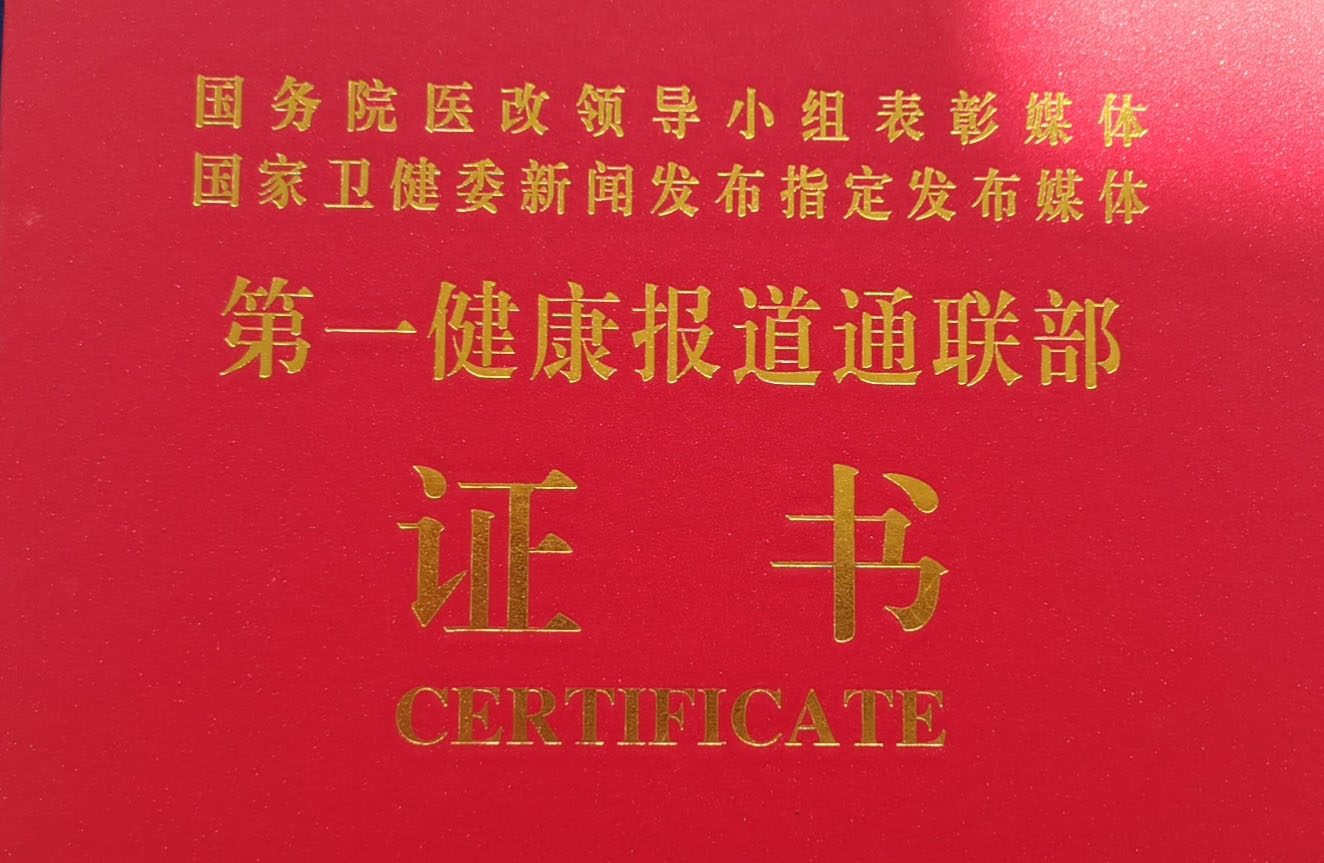 国务院医改领导小组表彰媒体
国家卫健委新闻发布指定发布媒体
第一健康报道通联部
证书
CERTIFICATE